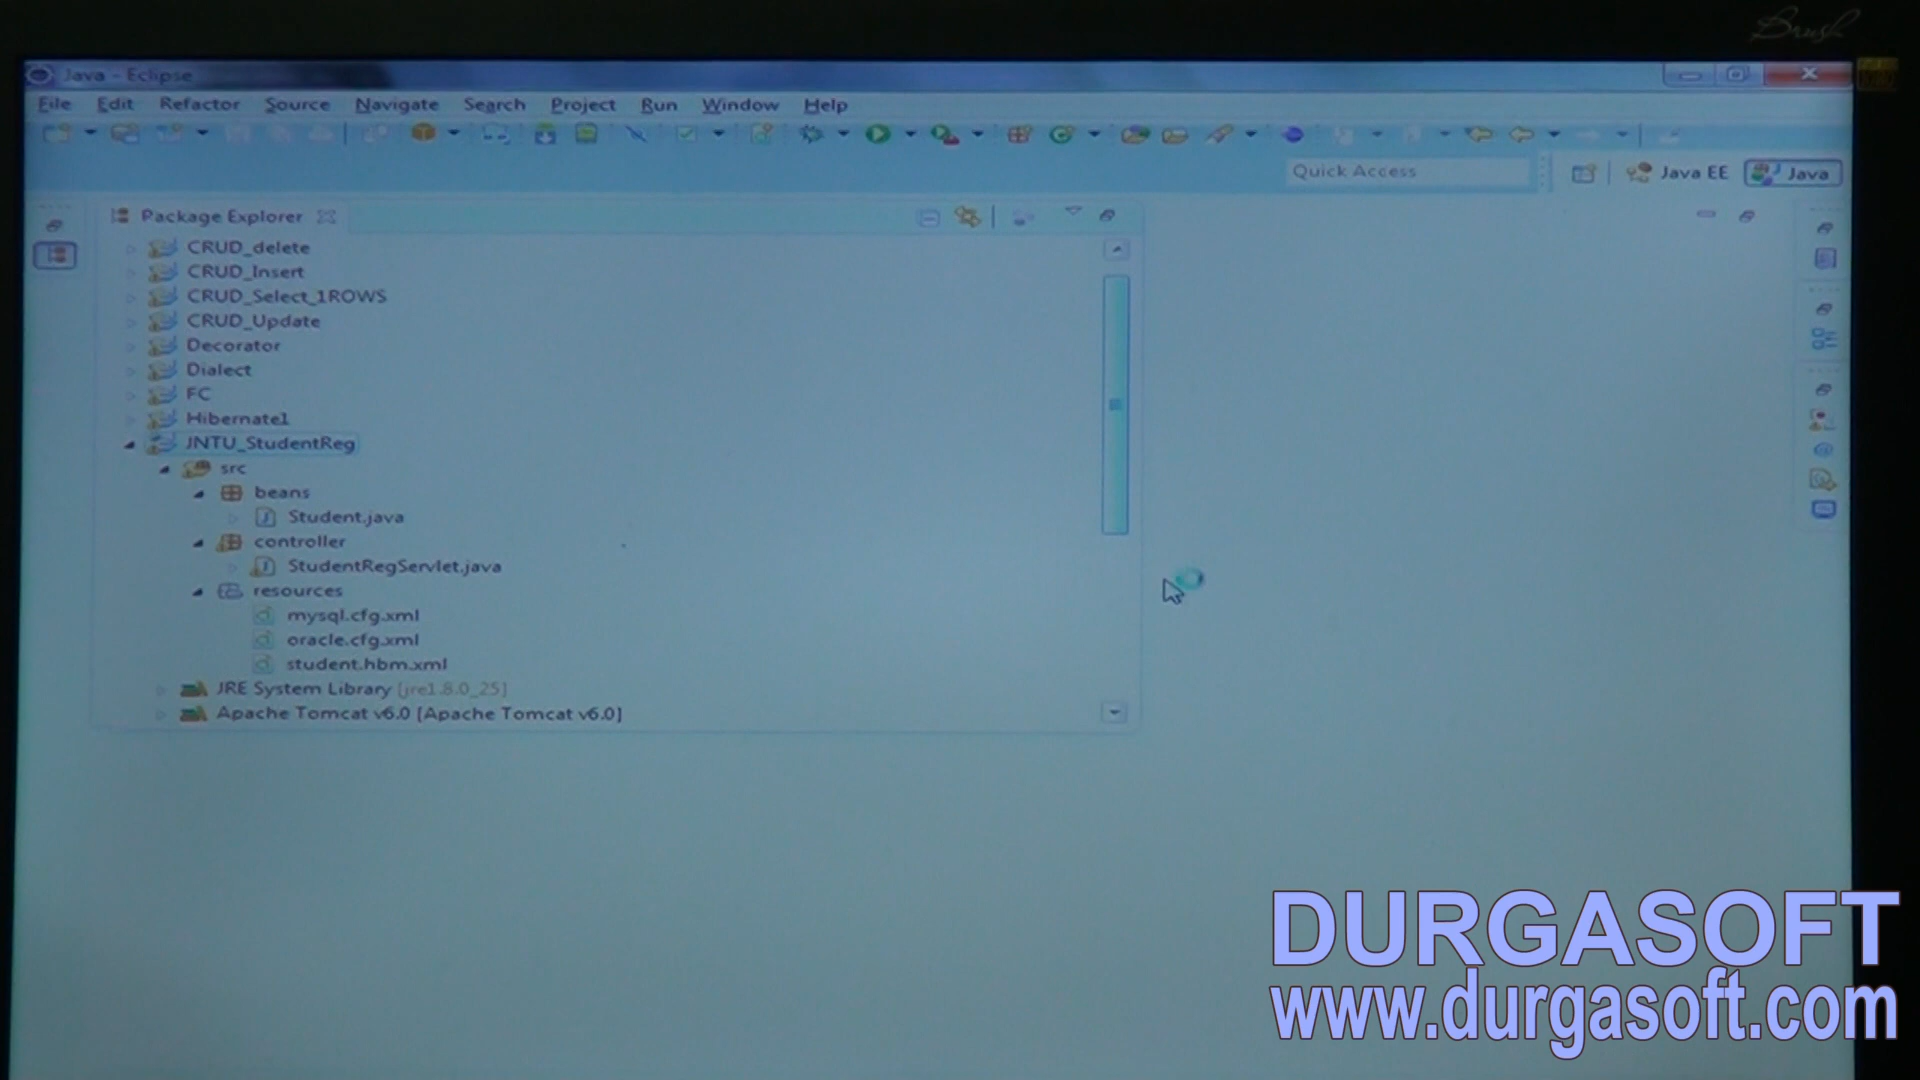 Brush
Java - Eclipse
File Edit Refactor Source Navigate Search Project Run Window Help
Quick Access
Java EE
Java
Package Explorer
CRUD_delete
CRUD_Insert
CRUD_Select_1ROWS
CRUD_Update
Decorator
Dialect
FC
Hibernate1
JNTU_StudentReg
src
beans
Student.java
controller
StudentRegServlet.java
resources
mysql.cfg.xml
oracle.cfg.xml
student.hbm.xml
JRE System Library [jre1.8.0_25]
Apache Tomcat v6.0 [Apache Tomcat v6.0]
DURGASOFT
www.durgasoft.com